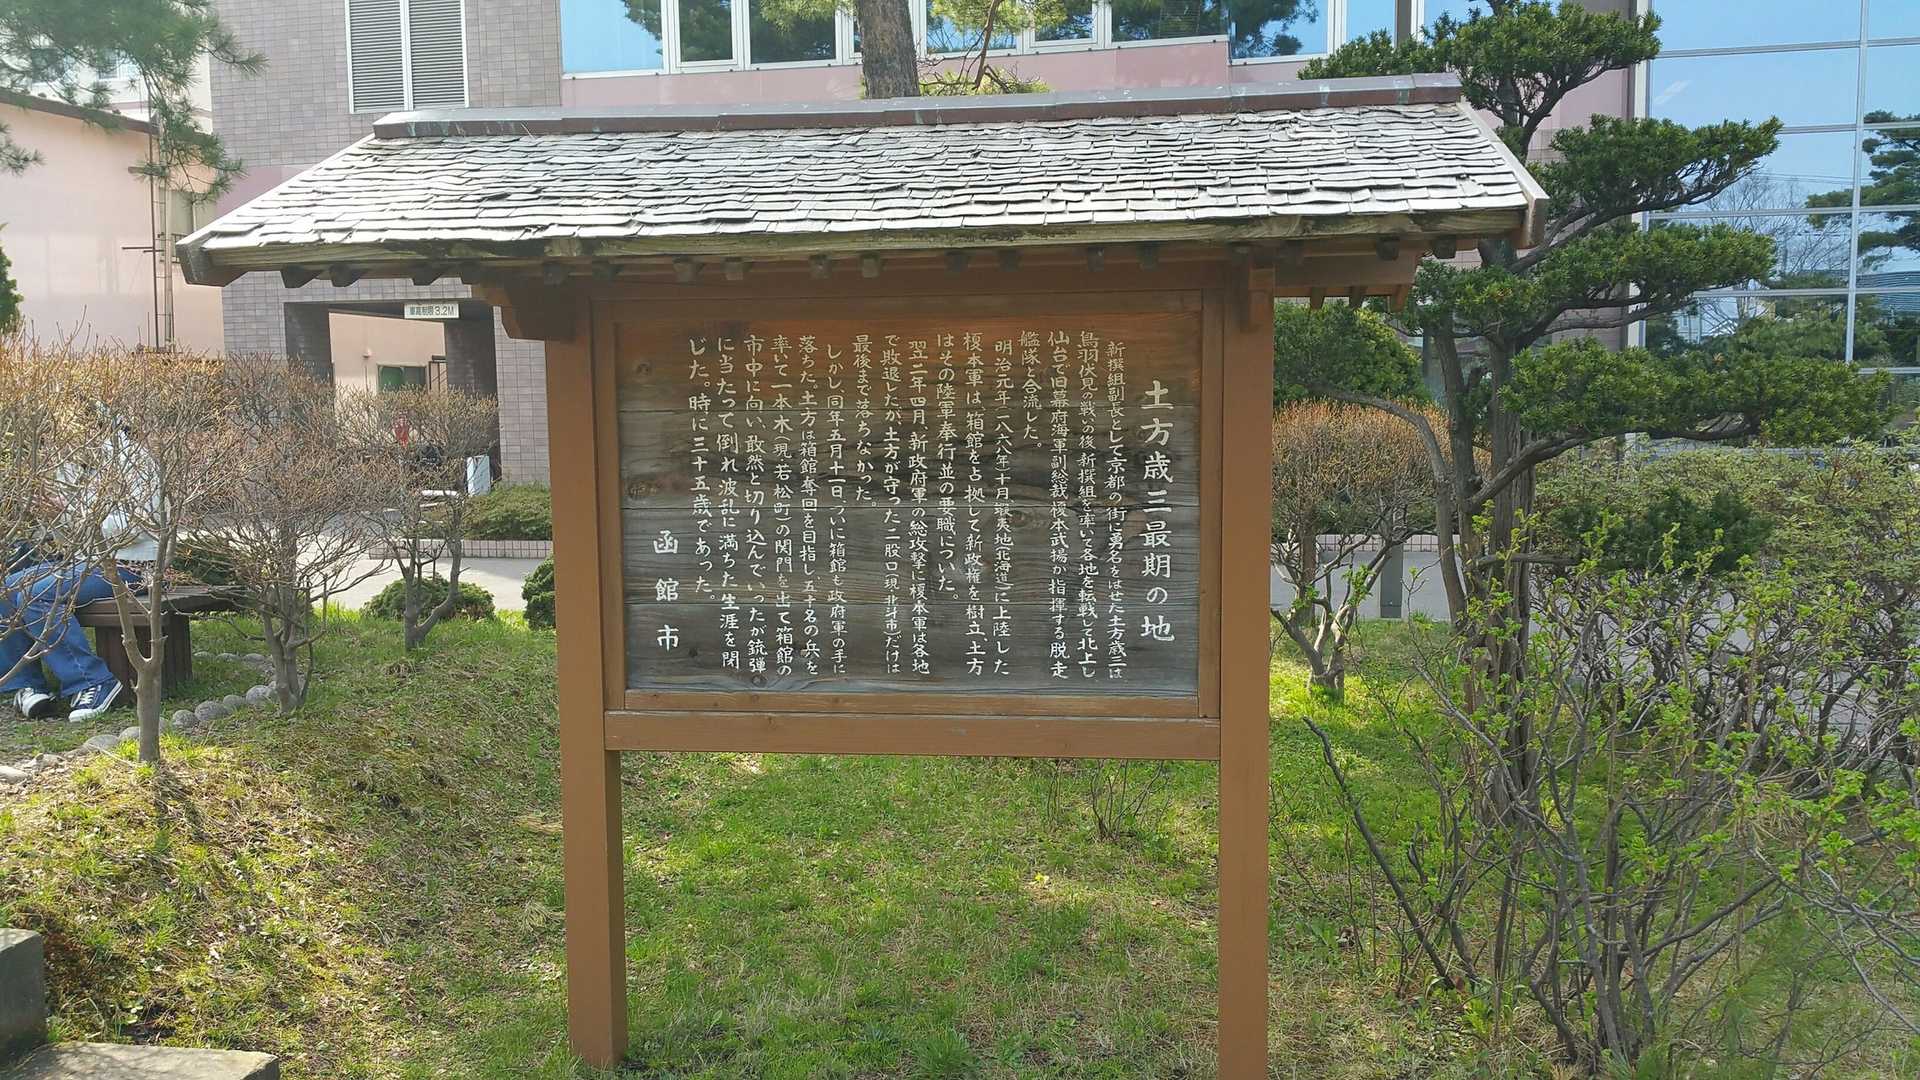 土方歳三最期の地
新撰組副長として京都の街に勇名をはせた土方歳三は
鳥羽伏見の戦いの後新撰組を率いて各地を転戦して北上し
仙台で旧幕府海軍副総裁榎本武揚が指揮する脱走
艦隊と合流した。
明治元年(一八六八年)十月、蝦夷地(北海道)に上陸した
榎本軍は、箱館を占拠して新政権を樹立、土方
はその陸軍奉行並の要職についた。
翌二年四月、新政府軍の総攻撃に榎本軍は各地
で敗退したが、土方が守った二股口(現北斗市)だけは
最後まで落ちなかった。
しかし、同年五月十一日、ついに箱館も政府軍の手に
落ちた。土方は箱館奪回を目指し、五十名の兵を
率いて一本木(現若松町)の関門を出て箱館の
市中に向い、敢然と切り込んでいったが銃弾
に当たって倒れ波乱に満ちた生涯を閉
じた。時に三十五歳であった。
函館市
車高制限3.2M